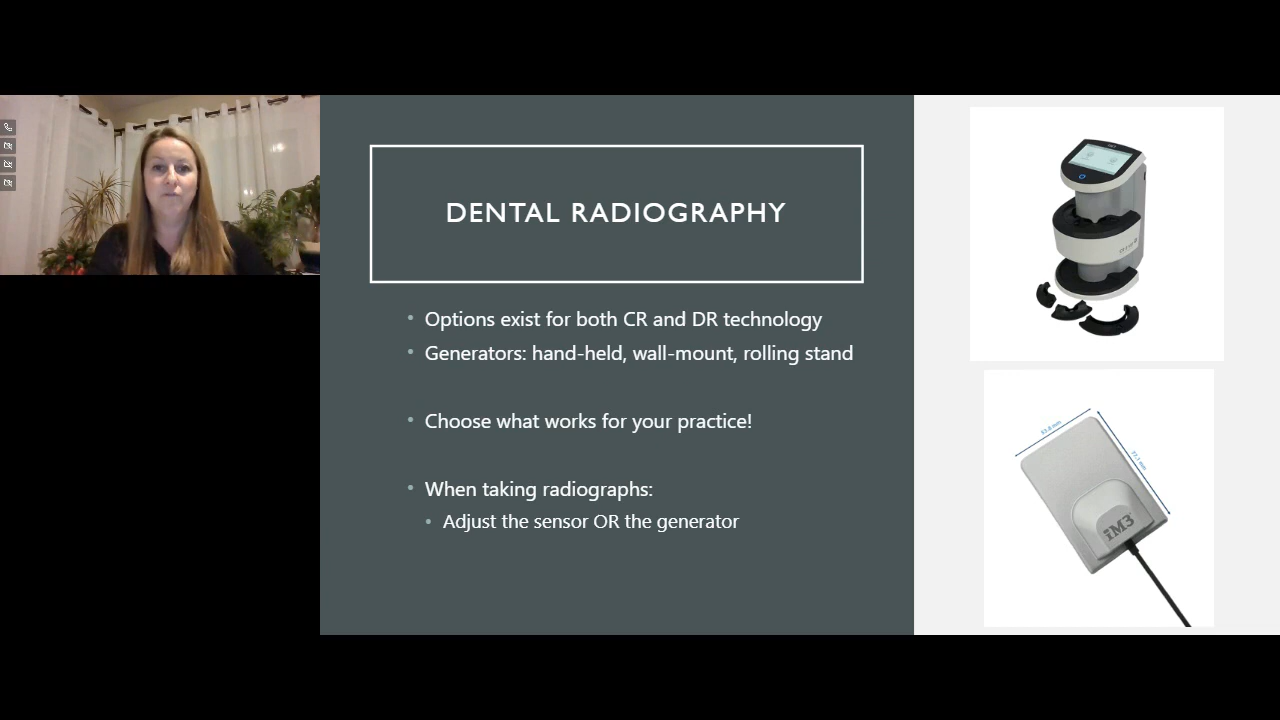 DENTAL RADIOGRAPHY
• Options exist for both CR and DR technology
• Generators: hand-held, wall-mount, rolling stand
• Choose what works for your practice!
• When taking radiographs:
• Adjust the sensor OR the generator
iM3